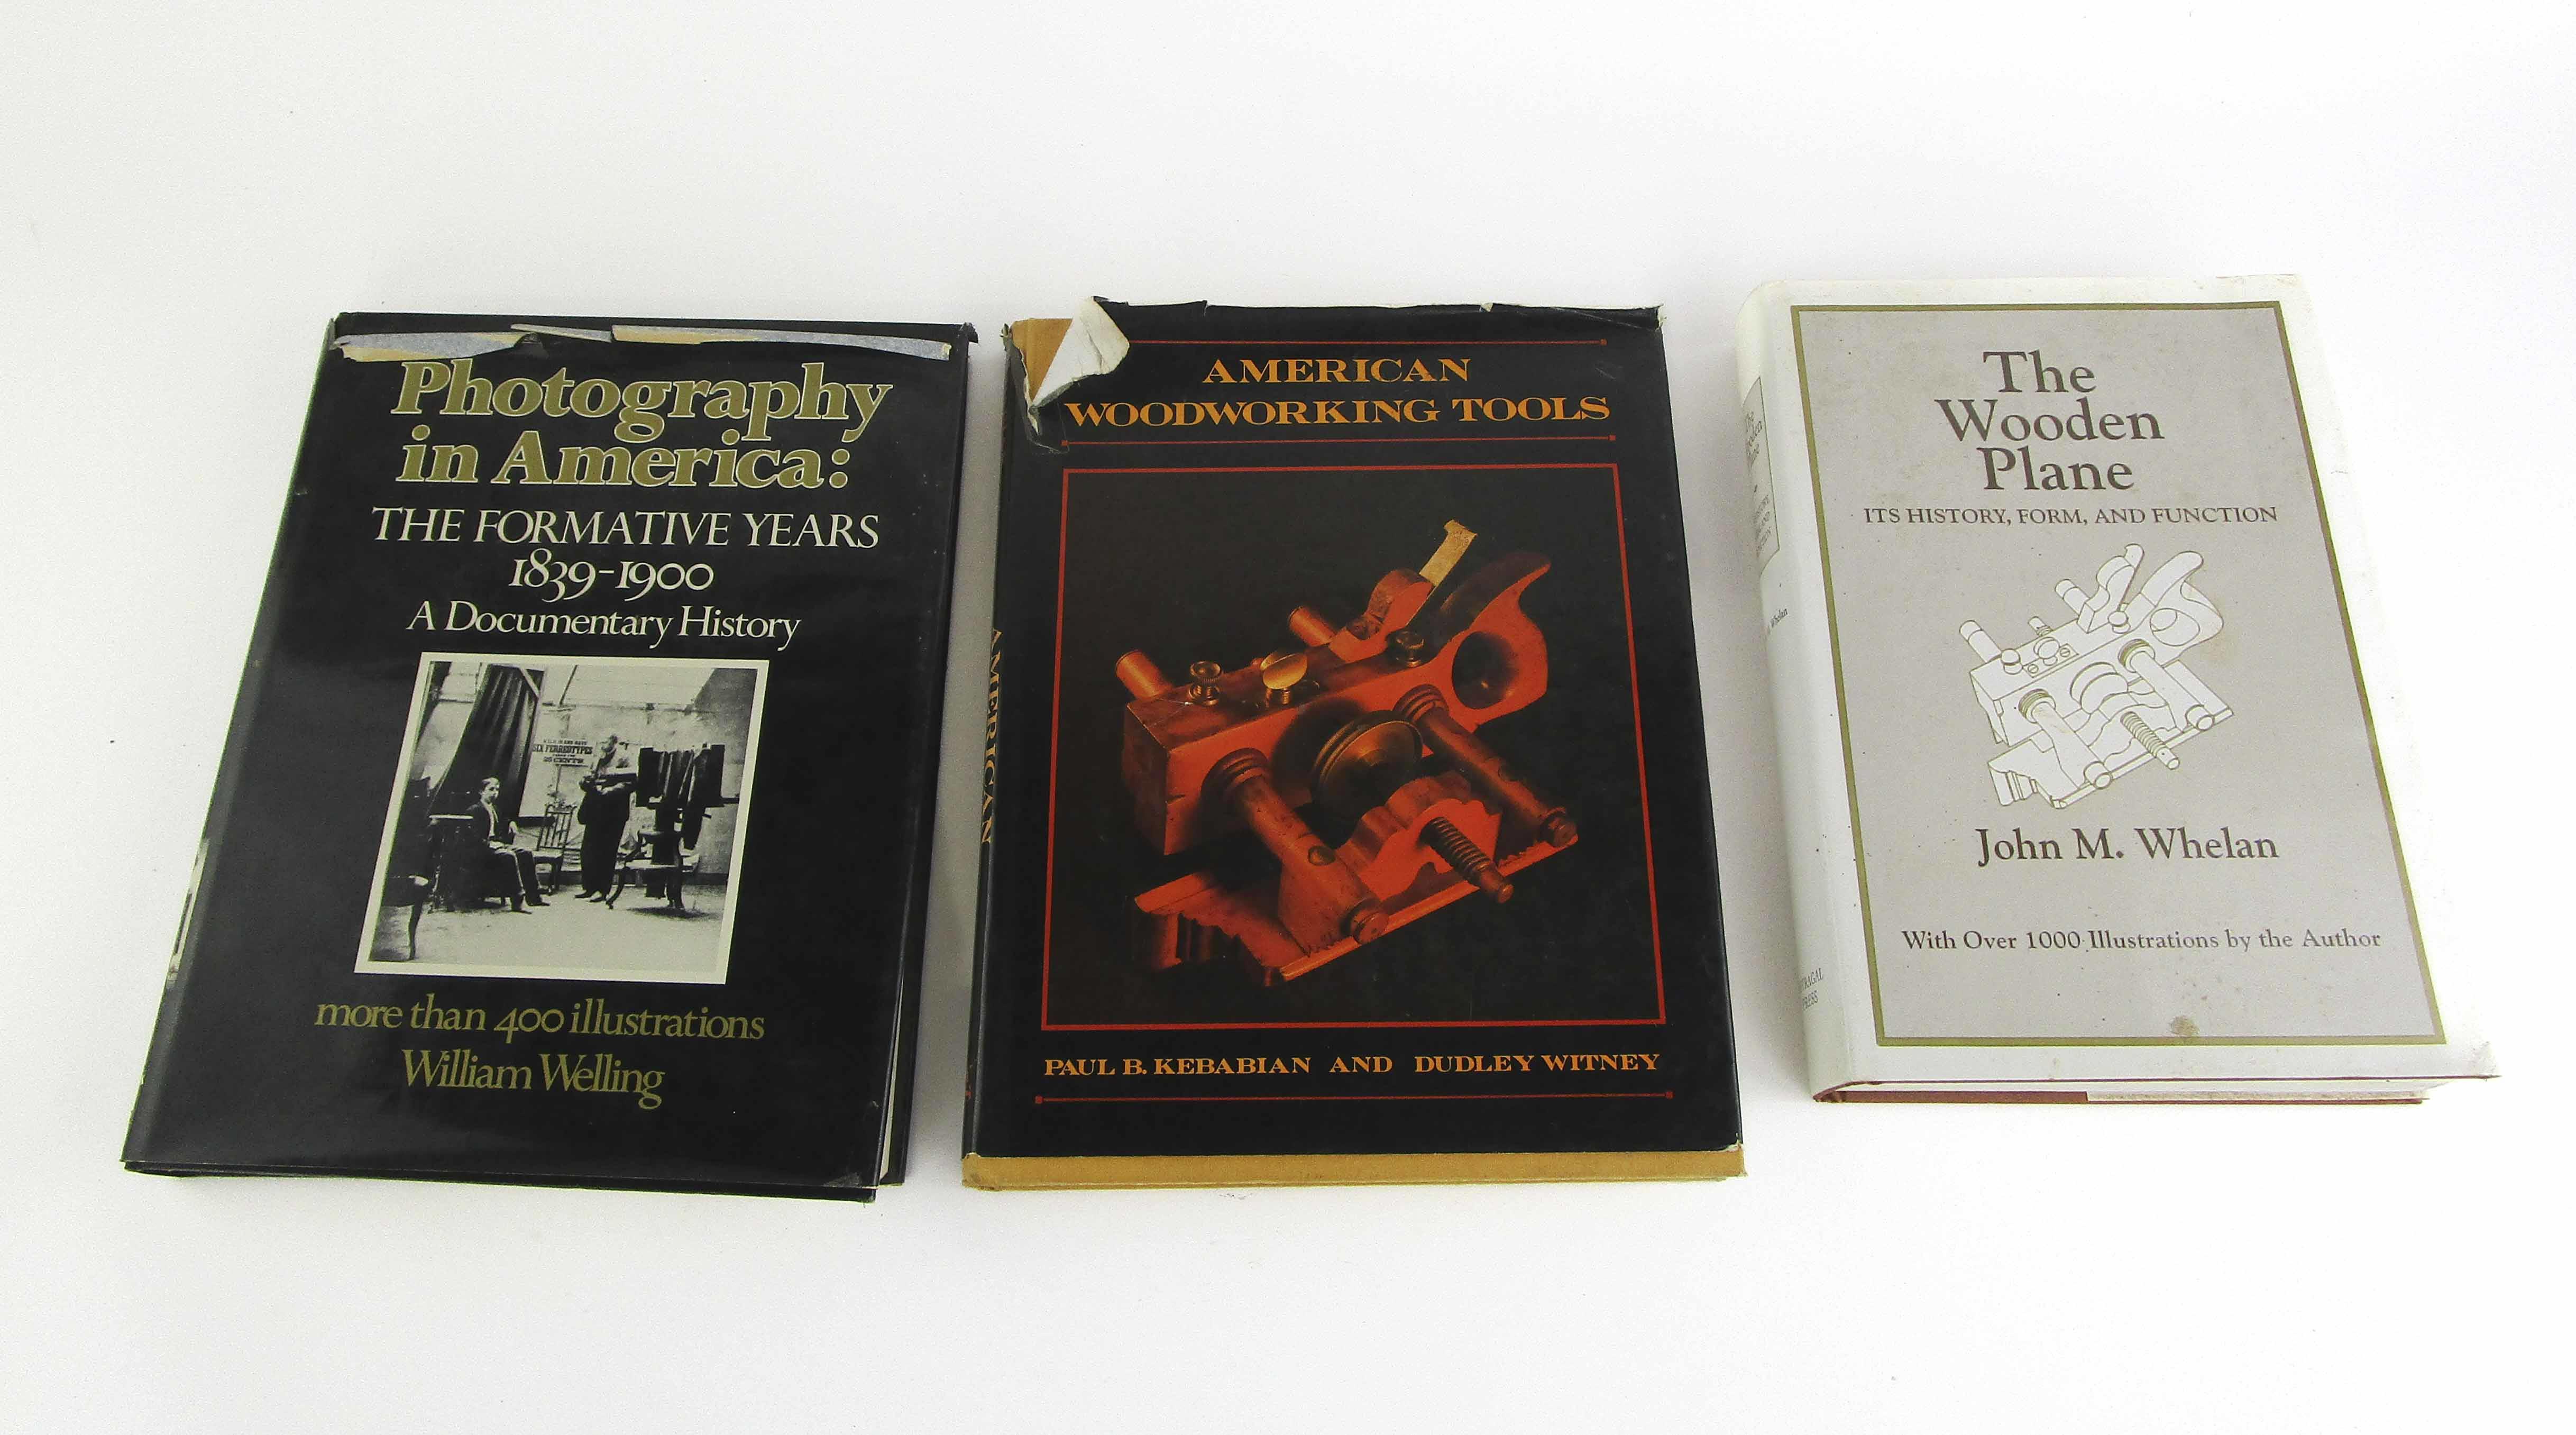 Photography
in America:
THE FORMATIVE YEARS
1839-1900
A Documentary History
SIX FERREOTYPES
25 CENTS
more than 400 illustrations
William Welling
AMERICAN
AMERICAN
WOODWORKING TOOLS
PAUL B. KEBABIAN AND DUDLEY WITNEY
The
Wooden
Plane
ITS HISTORY, FORM, AND FUNCTION
John M. Whelan
With Over 1000 Illustrations by the Author
Whelan